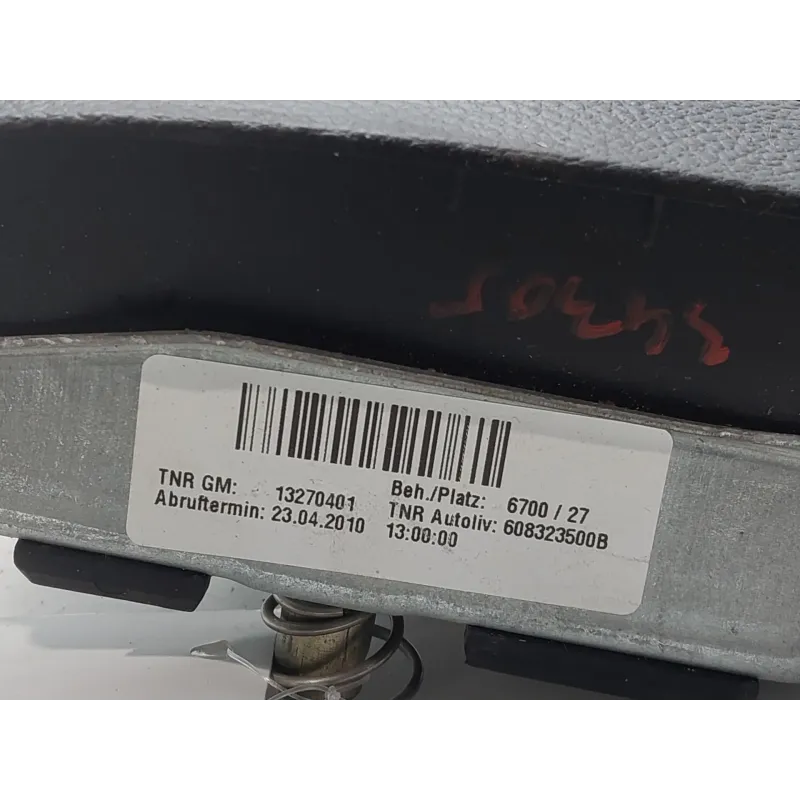 TNR GM: 13270401 Beh./Platz: 6700 / 27
Abruftermin: 23.04.2010 TNR Autoliv: 608323500B
13:00:00